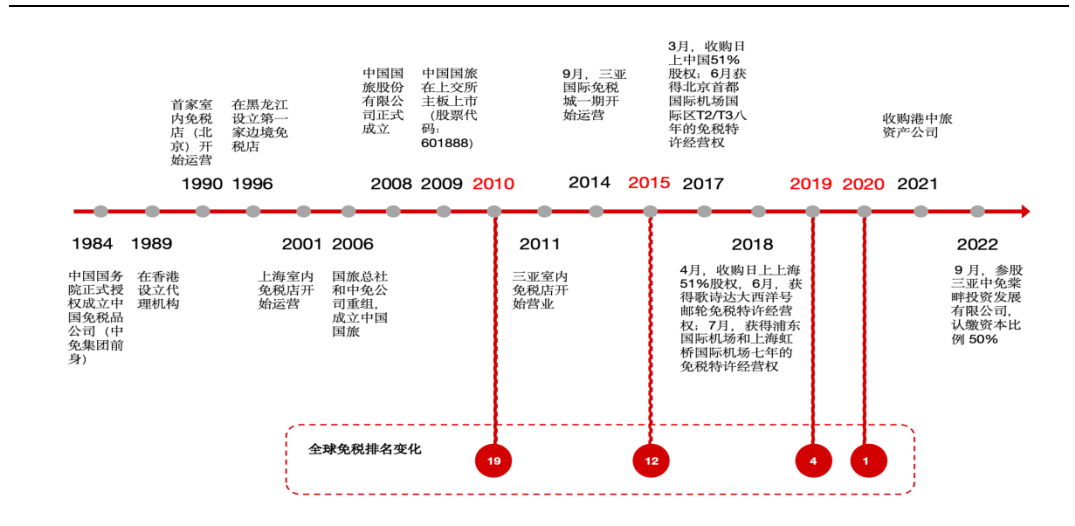 首家室
内免税
店（北
京）开
始运营
在黑龙江
设立第一
家边境免
税店
中国国
旅股份
有限公
司正式
成立
中国国旅
在上交所
主板上市
（股票代
码：
601888）
9月，三亚
国际免税
城一期开
始运营
3月，收购日
上中国51%
股权；6月获
得北京首都
国际机场国
际区T2/T3八
年的免税特
许经营权
收购港中旅
资产公司
1990 1996 2008 2009 2010 2014 2015 2017 2019 2020 2021
1984 1989 2001 2006 2011 2018 2022
中国国务
院正式授
权成立中
国免税品
公司（中
免集团前
身）
在香港
设立代
理机构
上海室内
免税店开
始运营
国旅总社
和中免公
司重组，
成立中国
国旅
三亚室内
免税店开
始营业
4月，收购日上上海
51%股权，6月，获
得歌诗达大西洋号
邮轮免税特许经营
权；7月，获得浦东
国际机场和上海虹
桥国际机场七年的
免税特许经营权
9 月，参股
三亚中免棠
畔投资发展
有限公司，
认缴资本比
例 50%
全球免税排名变化
19 12 4 1